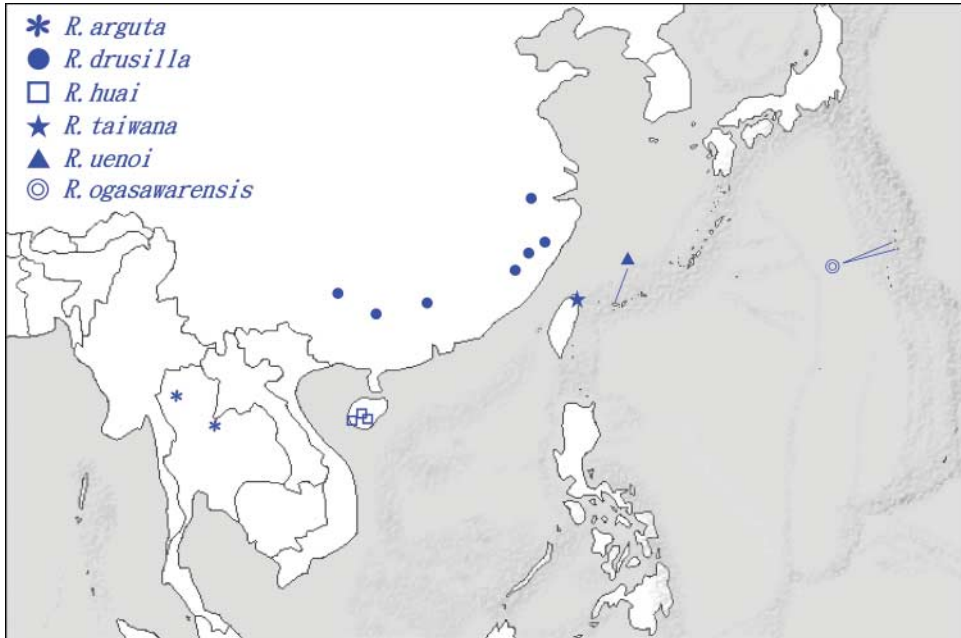 R. arguta
R. drusilla
R. huai
R. taiwana
R. uenoi
R. ogasawarensis